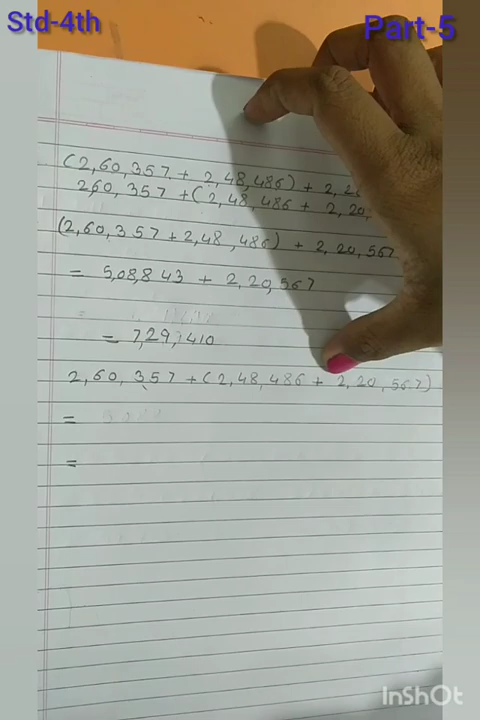 Std-4th
Part-5
(2,60,357 + 2,48,486) + 2,2
2,60,357 + (2,48,486 + 2,20,
(2,60,357 + 2,48,486) + 2,20,567
= 5,08,843 + 2,20,567
= 7,29,410
2,60,357 + (2,48,486 + 2,20,567)
=
=
InShOt